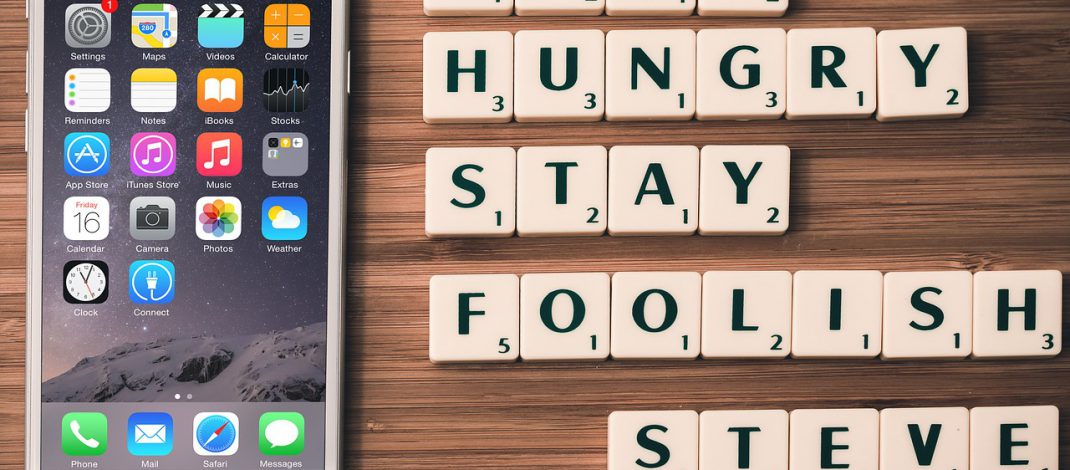 1
280
Settings Maps Videos Calculator
Reminders Notes iBooks Stocks
App Store iTunes Store Music Extras
Friday
16
Calendar Camera Photos Weather
Clock Connect
Phone Mail Safari Messages
H3 U3 N1 G3 R1 Y2
S1 T2 A1 Y2
F5 O1 O1 L2 I1 S1 H3
STEVE